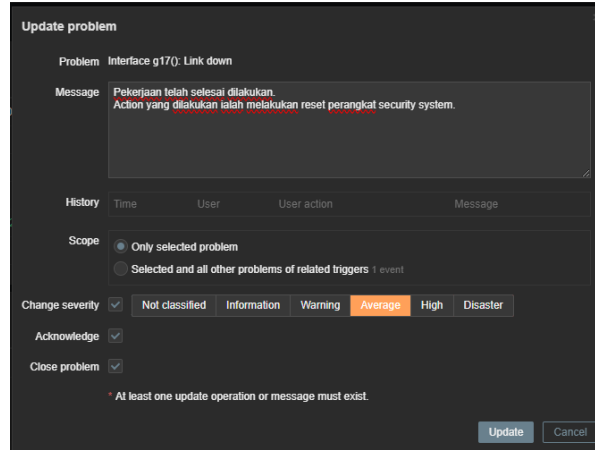 Update problem
Problem Interface g17(): Link down
Message Pekerjaan telah selesai dilakukan.
Action yang dilakukan ialah melakukan reset perangkat security system.
History Time User User action Message
Scope Only selected problem
Selected and all other problems of related triggers 1 event
Change severity Not classified Information Warning Average High Disaster
Acknowledge
Close problem
* At least one update operation or message must exist.
Update Cancel